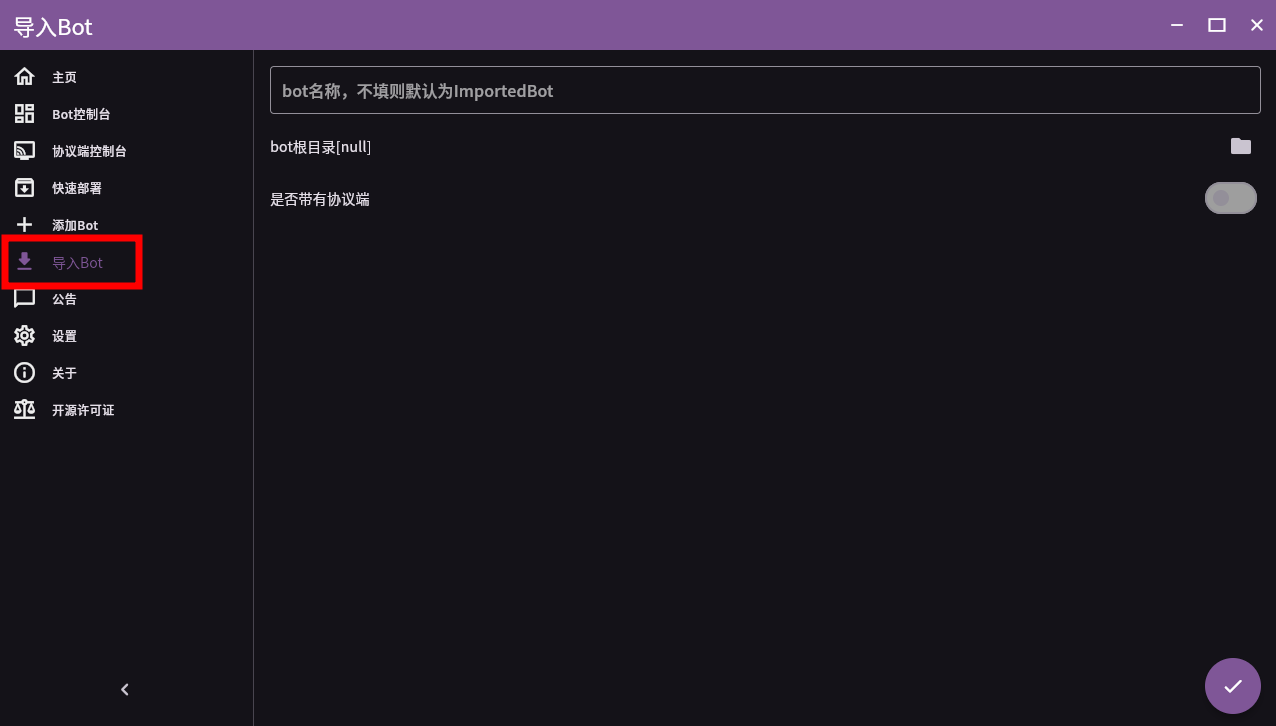 导入Bot
主页
Bot控制台
协议端控制台
快速部署
添加Bot
导入Bot
公告
设置
关于
开源许可证
bot名称，不填则默认为ImportedBot
bot根目录[null]
是否带有协议端